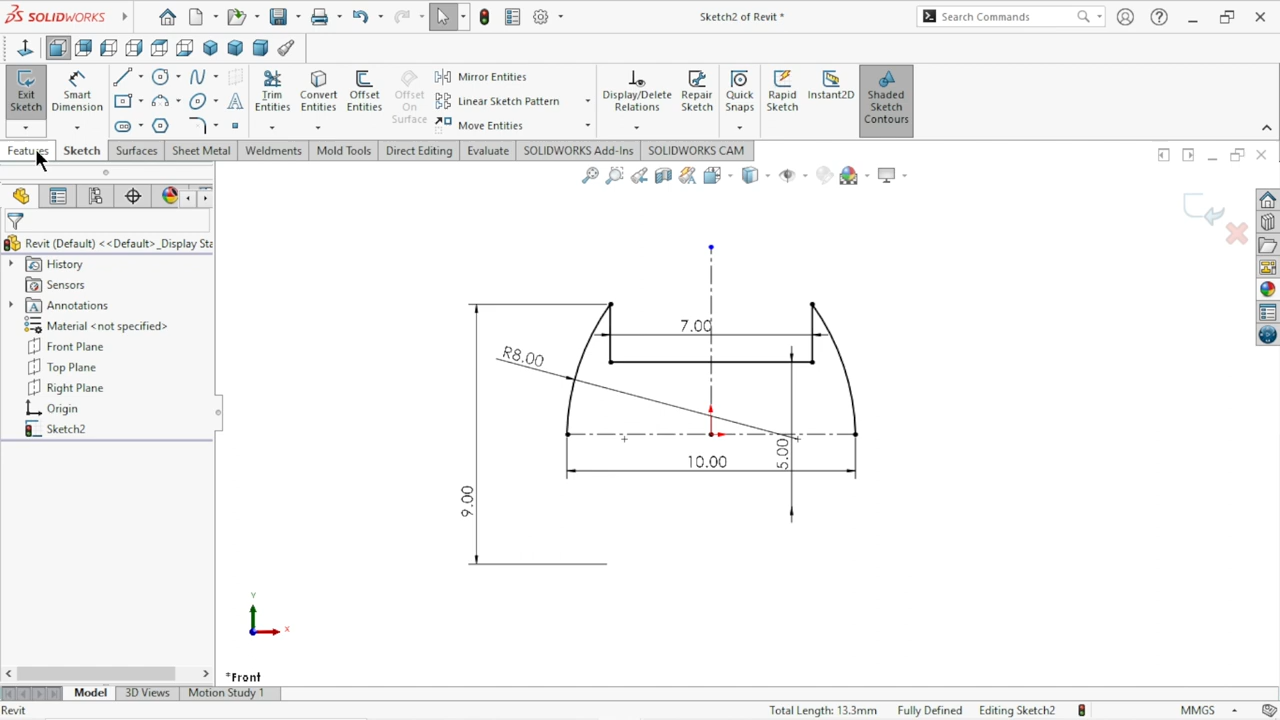 SOLIDWORKS
Sketch2 of Revit *
Search Commands
Exit Sketch
Smart Dimension
Trim Entities
Convert Entities
Offset Entities
Offset On Surface
Mirror Entities
Linear Sketch Pattern
Move Entities
Display/Delete Relations
Repair Sketch
Quick Snaps
Rapid Sketch
Instant2D
Shaded Sketch Contours
Features
Sketch
Surfaces
Sheet Metal
Weldments
Mold Tools
Direct Editing
Evaluate
SOLIDWORKS Add-Ins
SOLIDWORKS CAM
Revit (Default) <<Default>_Display Sta
History
Sensors
Annotations
Material <not specified>
Front Plane
Top Plane
Right Plane
Origin
Sketch2
7.00
R8.00
5.00
10.00
9.00
Y
X
*Front
Model
3D Views
Motion Study 1
Revit
Total Length: 13.3mm
Fully Defined
Editing Sketch2
MMGS